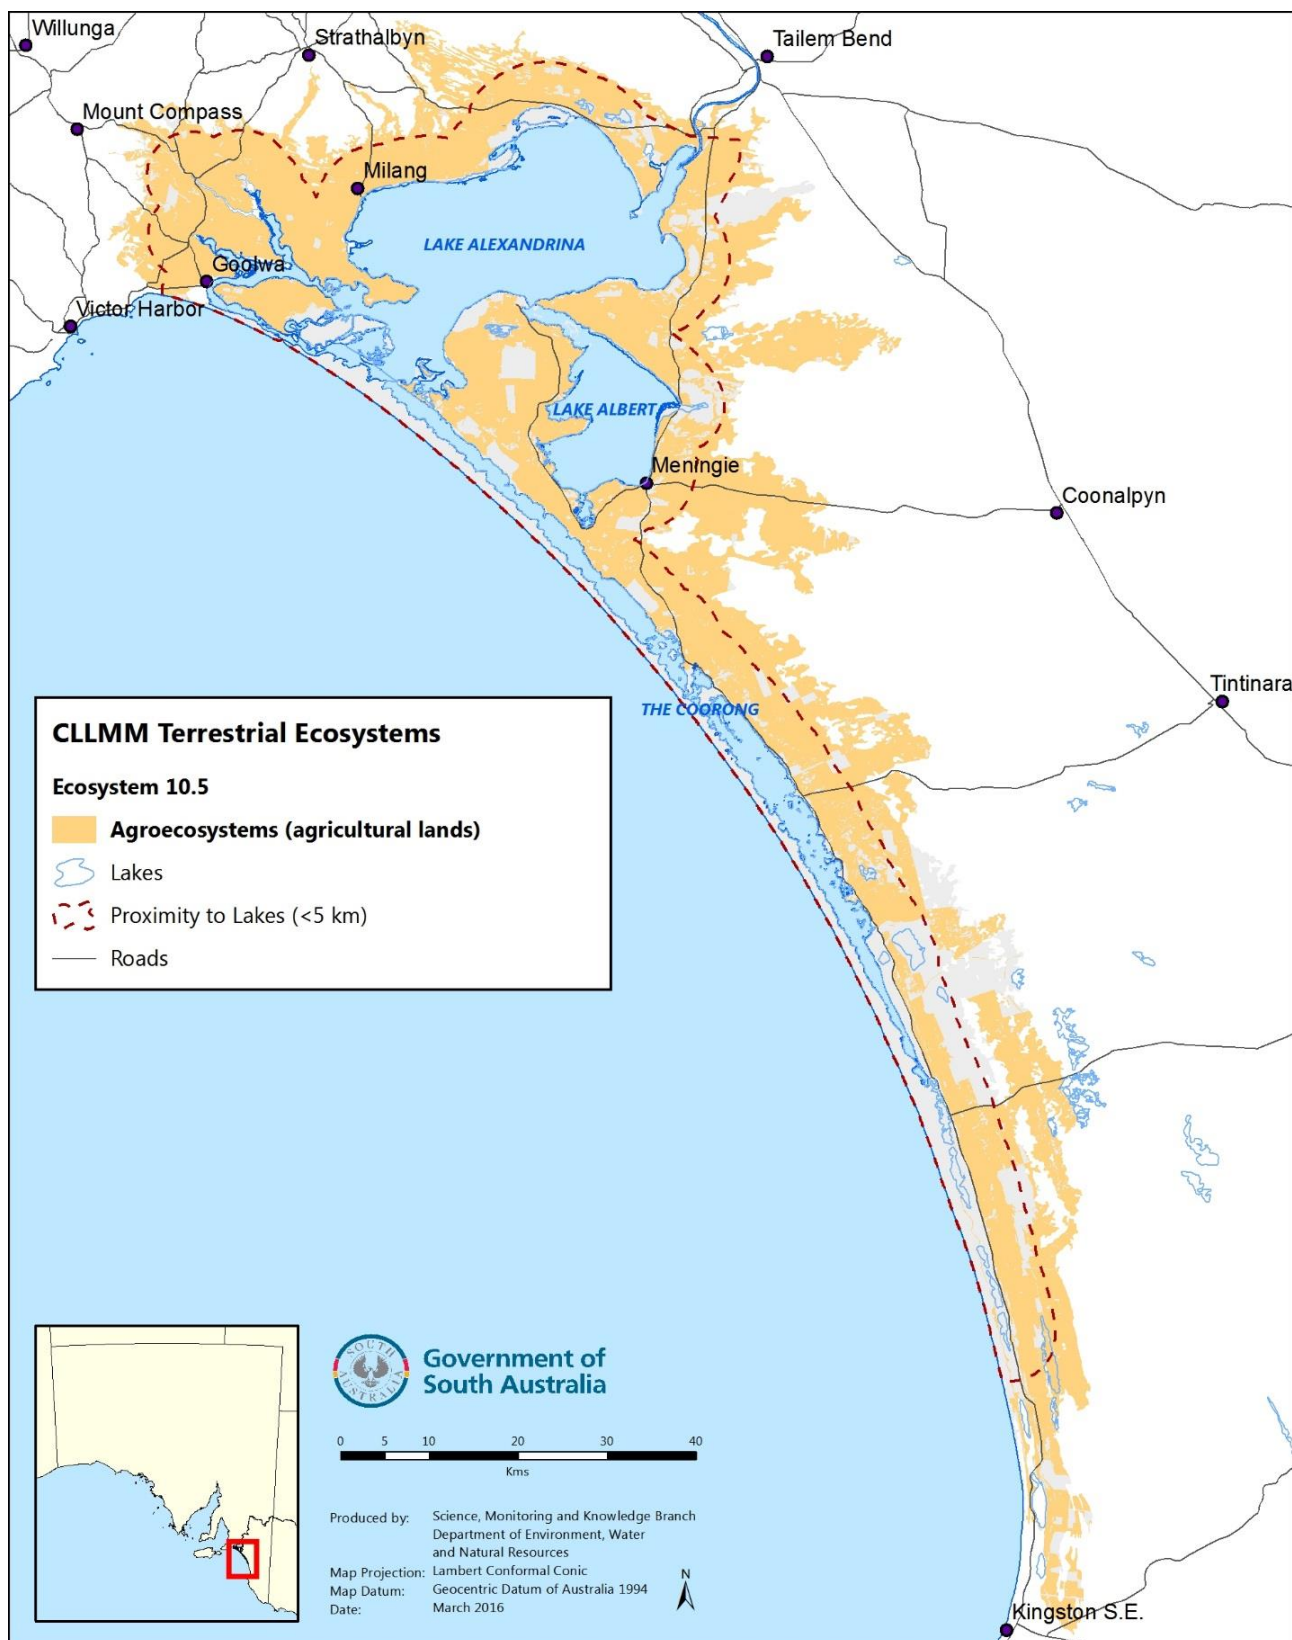 Willunga
Strathalbyn
Tailem Bend
Mount Compass
Milang
LAKE ALEXANDRINA
Goolwa
Victor Harbor
LAKE ALBERT
Meningie
Coonalpyn
Tintinara
THE COORONG
CLLMM Terrestrial Ecosystems
Ecosystem 10.5
Agroecosystems (agricultural lands)
Lakes
Proximity to Lakes (<5 km)
Roads
SOUTH AUSTRALIA
Government of
South Australia
0 5 10 20 30 40
Kms
Produced by: Science, Monitoring and Knowledge Branch
Department of Environment, Water
and Natural Resources
Map Projection: Lambert Conformal Conic
Map Datum: Geocentric Datum of Australia 1994
Date: March 2016
N
Kingston S.E.